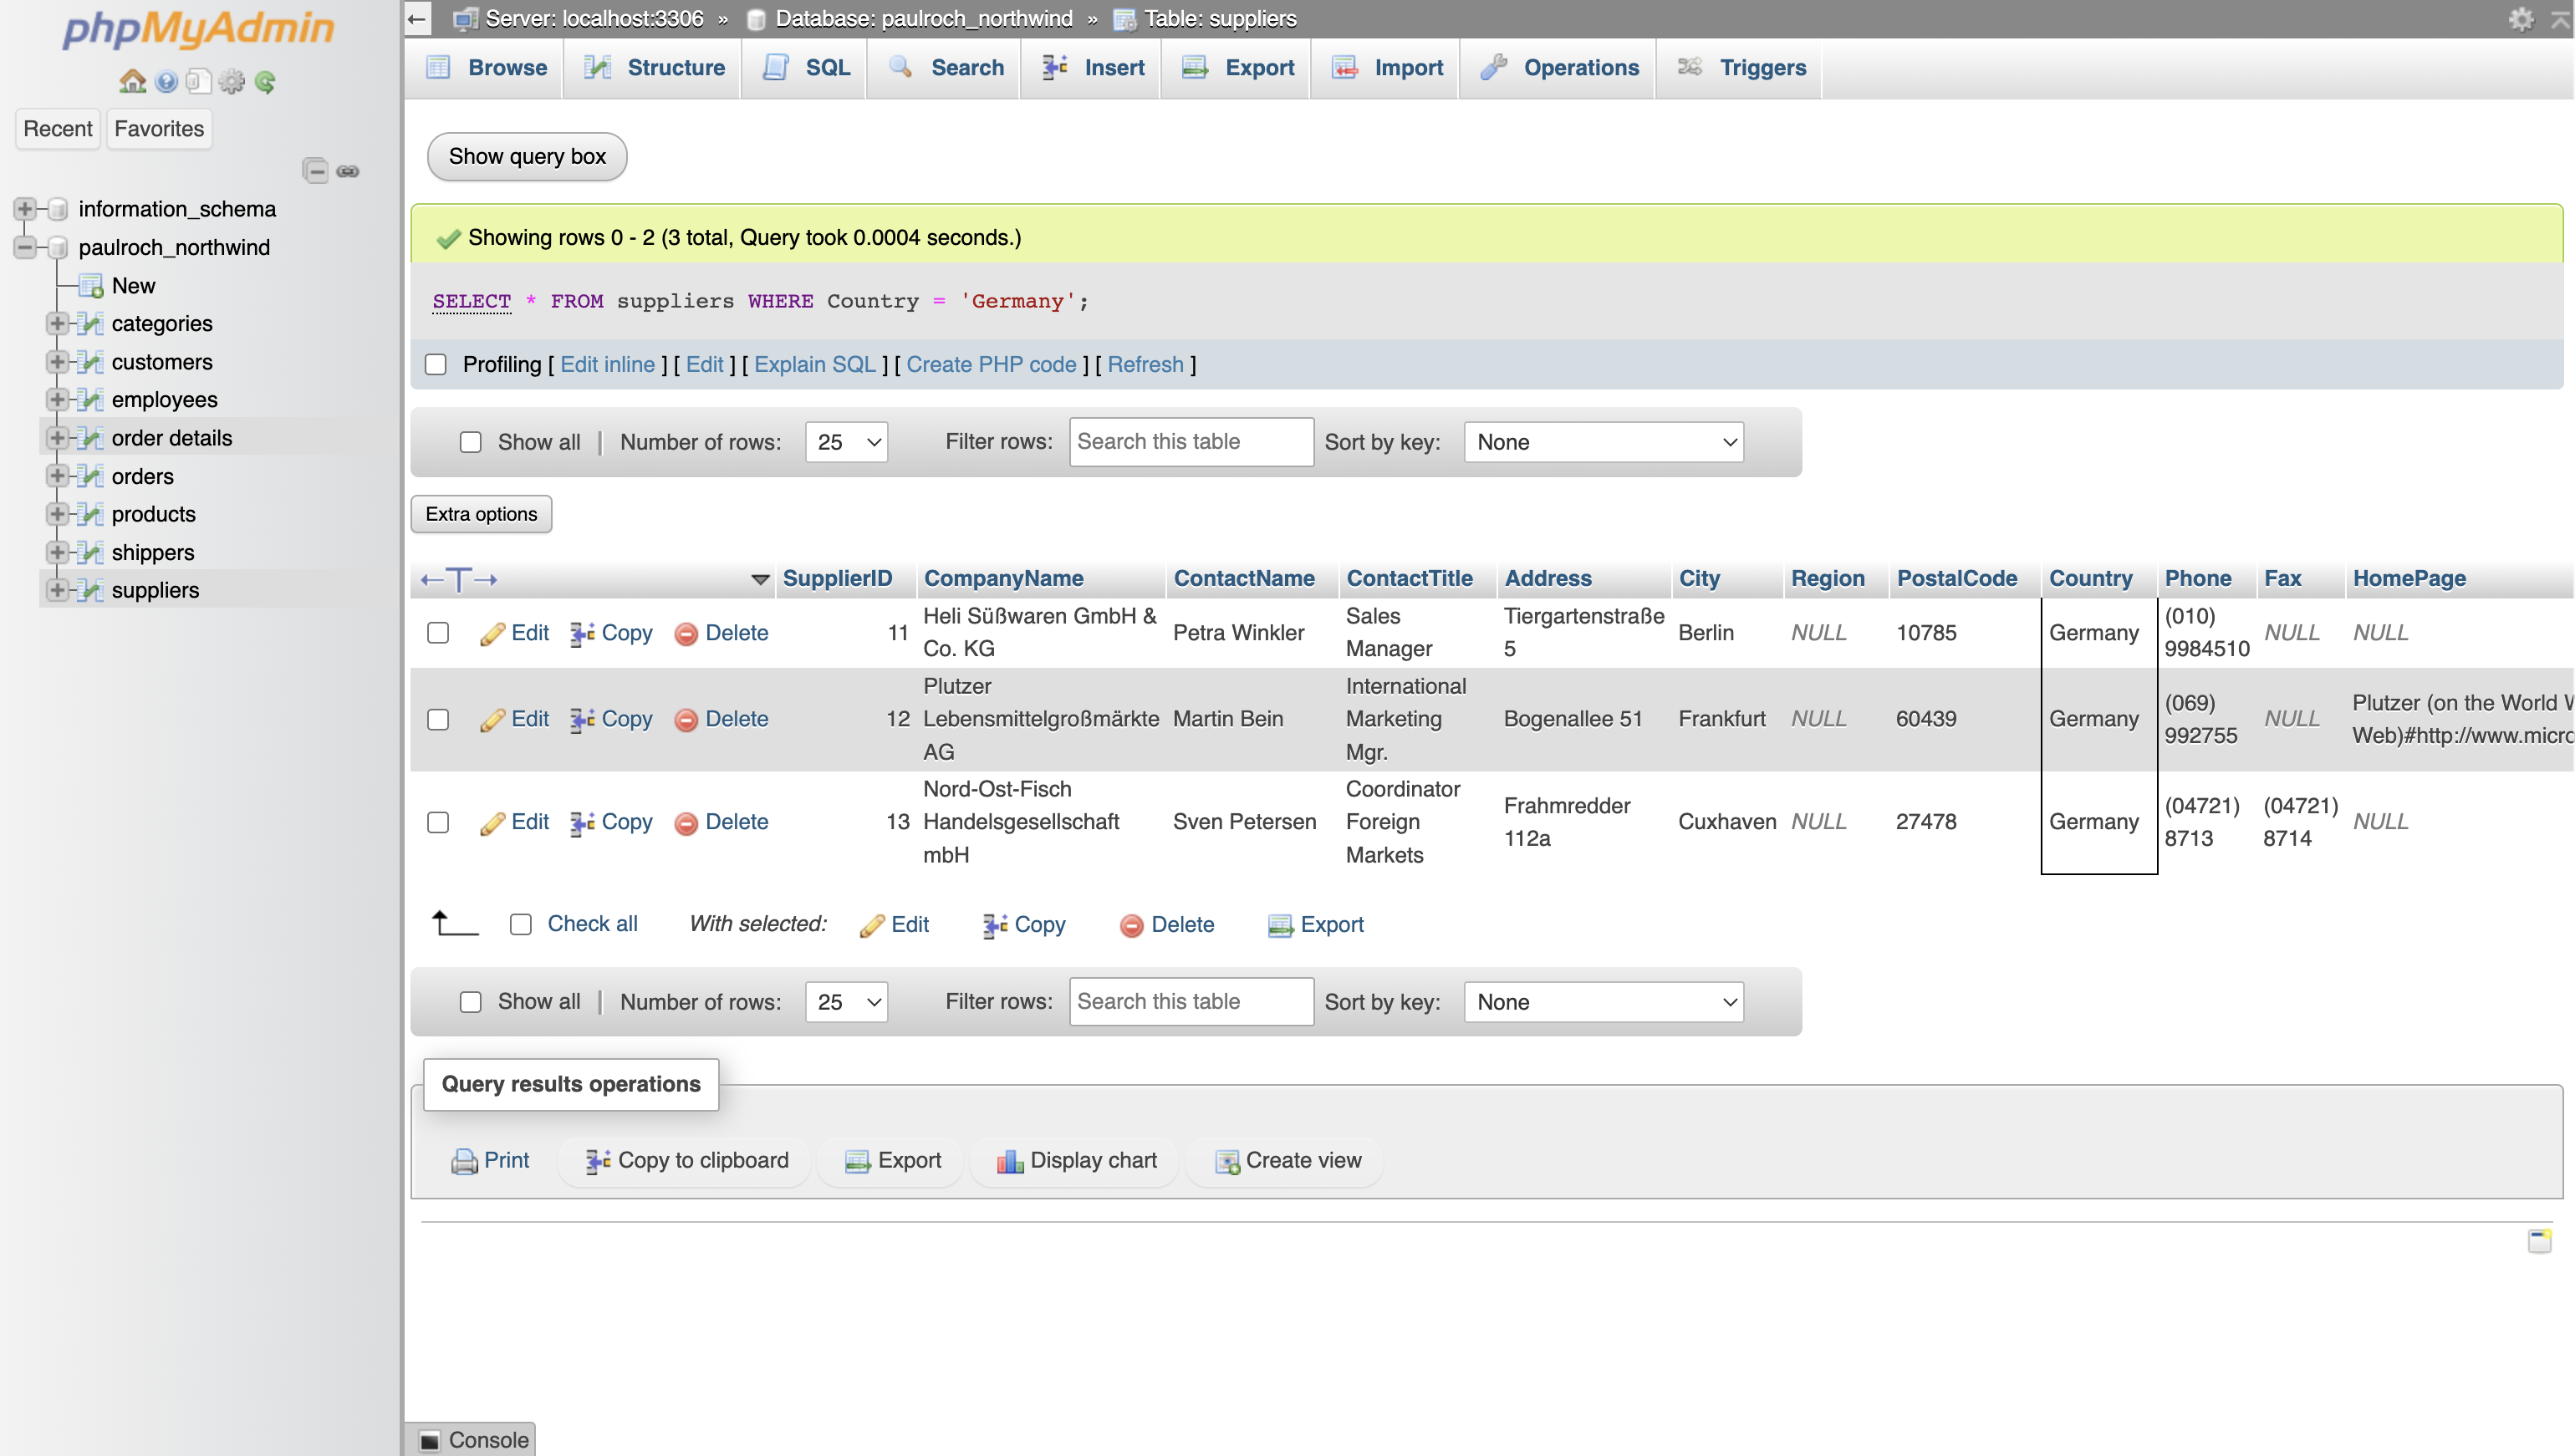 phpMyAdmin
Recent Favorites
information_schema
paulroch_northwind
New
categories
customers
employees
order details
orders
products
shippers
suppliers
Server: localhost:3306 » Database: paulroch_northwind » Table: suppliers
Browse Structure SQL Search Insert Export Import Operations Triggers
Show query box
Showing rows 0 - 2 (3 total, Query took 0.0004 seconds.)
SELECT * FROM suppliers WHERE Country = 'Germany';
Profiling [ Edit inline ] [ Edit ] [ Explain SQL ] [ Create PHP code ] [ Refresh ]
Show all | Number of rows: 25 Filter rows: Search this table Sort by key: None
Extra options
←T→ SupplierID CompanyName ContactName ContactTitle Address City Region PostalCode Country Phone Fax HomePage
Edit Copy Delete 11 Heli Süßwaren GmbH & Co. KG Petra Winkler Sales Manager Tiergartenstraße 5 Berlin NULL 10785 Germany (010) 9984510 NULL NULL
Edit Copy Delete 12 Plutzer Lebensmittelgroßmärkte AG Martin Bein International Marketing Mgr. Bogenallee 51 Frankfurt NULL 60439 Germany (069) 992755 NULL Plutzer (on the World W Web)#http://www.micro
Edit Copy Delete 13 Nord-Ost-Fisch Handelsgesellschaft mbH Sven Petersen Coordinator Foreign Markets Frahmredder 112a Cuxhaven NULL 27478 Germany (04721) 8713 (04721) 8714 NULL
Check all With selected: Edit Copy Delete Export
Show all | Number of rows: 25 Filter rows: Search this table Sort by key: None
Query results operations
Print Copy to clipboard Export Display chart Create view
Console